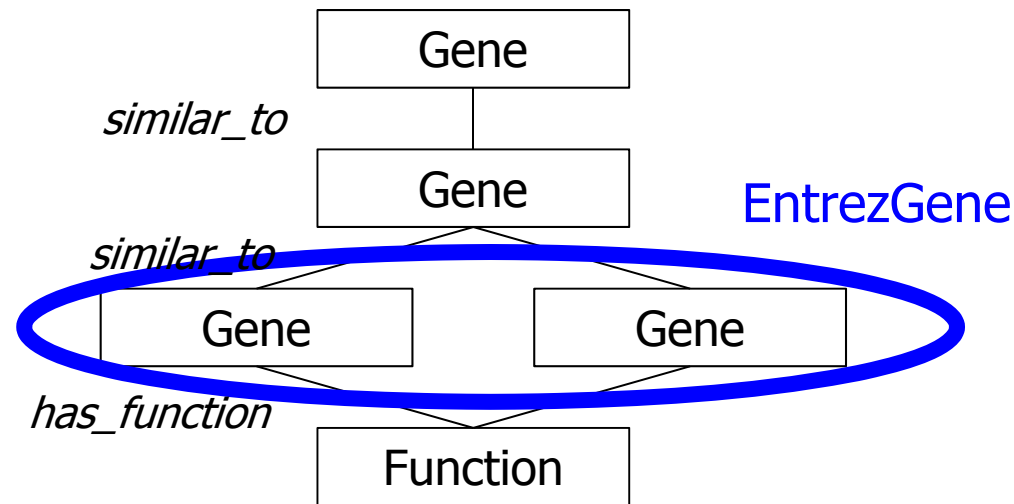 Gene
similar_to
Gene
EntrezGene
similar_to
Gene
Gene
has_function
Function